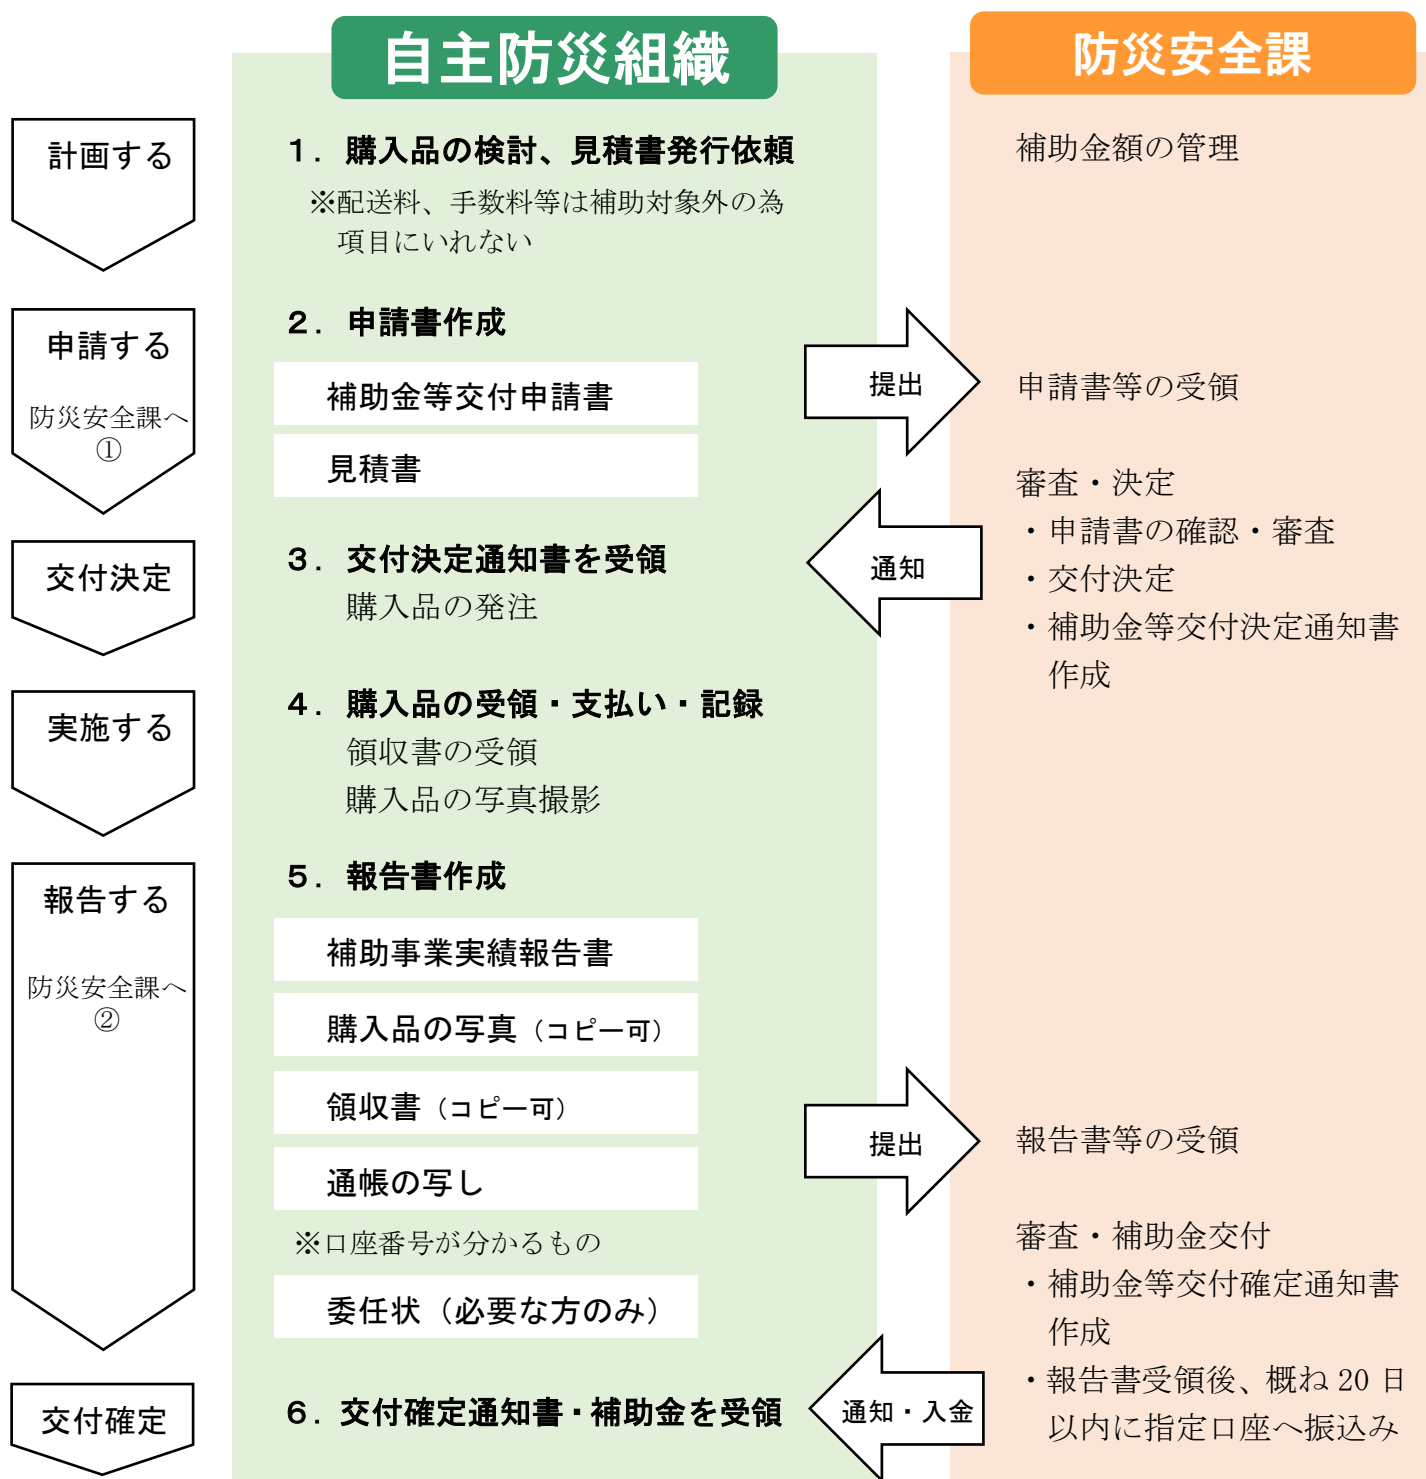 自主防災組織
防災安全課
計画する
1. 購入品の検討、見積書発行依頼
※配送料、手数料等は補助対象外の為
項目にいれない
補助金額の管理
申請する
防災安全課へ
①
2. 申請書作成
補助金等交付申請書
見積書
提出
申請書等の受領
審査・決定
・申請書の確認・審査
・交付決定
・補助金等交付決定通知書
作成
通知
交付決定
3. 交付決定通知書を受領
購入品の発注
実施する
4. 購入品の受領・支払い・記録
領収書の受領
購入品の写真撮影
報告する
防災安全課へ
②
5. 報告書作成
補助事業実績報告書
購入品の写真（コピー可）
領収書（コピー可）
通帳の写し
※口座番号が分かるもの
委任状（必要な方のみ）
提出
報告書等の受領
審査・補助金交付
・補助金等交付確定通知書
作成
・報告書受領後、概ね 20 日
以内に指定口座へ振込み
通知・入金
交付確定
6. 交付確定通知書・補助金を受領